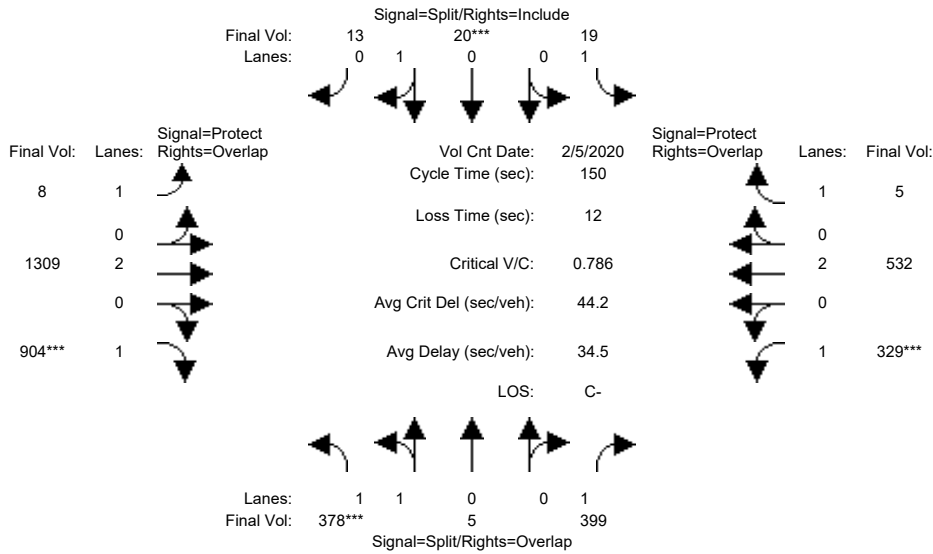 Signal=Split/Rights=Include
Final Vol: 13 20*** 19
Lanes: 0 1 0 0 1
Signal=Protect
Final Vol: Lanes: Rights=Overlap
Vol Cnt Date: 2/5/2020
Signal=Protect
Rights=Overlap Lanes: Final Vol:
Cycle Time (sec): 150
8 1
1 5
Loss Time (sec): 12
0
0
1309 2
Critical V/C: 0.786
2 532
0
Avg Crit Del (sec/veh): 44.2
0
904*** 1
Avg Delay (sec/veh): 34.5
1 329***
LOS: C-
Lanes: 1 1 0 0 1
Final Vol: 378*** 5 399
Signal=Split/Rights=Overlap